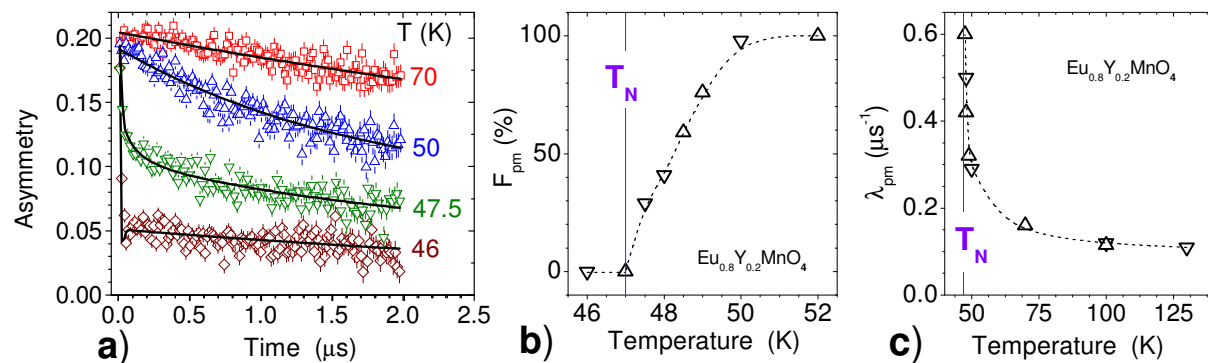 0.20
0.15
0.10
0.05
0.00
Asymmetry
T (K)
70
50
47.5
46
0.0 0.5 1.0 1.5 2.0 2.5
a) Time (μs)
100
50
0
F_pm (%)
T_N
Eu_0.8Y_0.2MnO_4
46 48 50 52
b) Temperature (K)
0.6
0.4
0.2
0.0
λ_pm (μs^-1)
Eu_0.8Y_0.2MnO_4
T_N
50 75 100 125
c) Temperature (K)